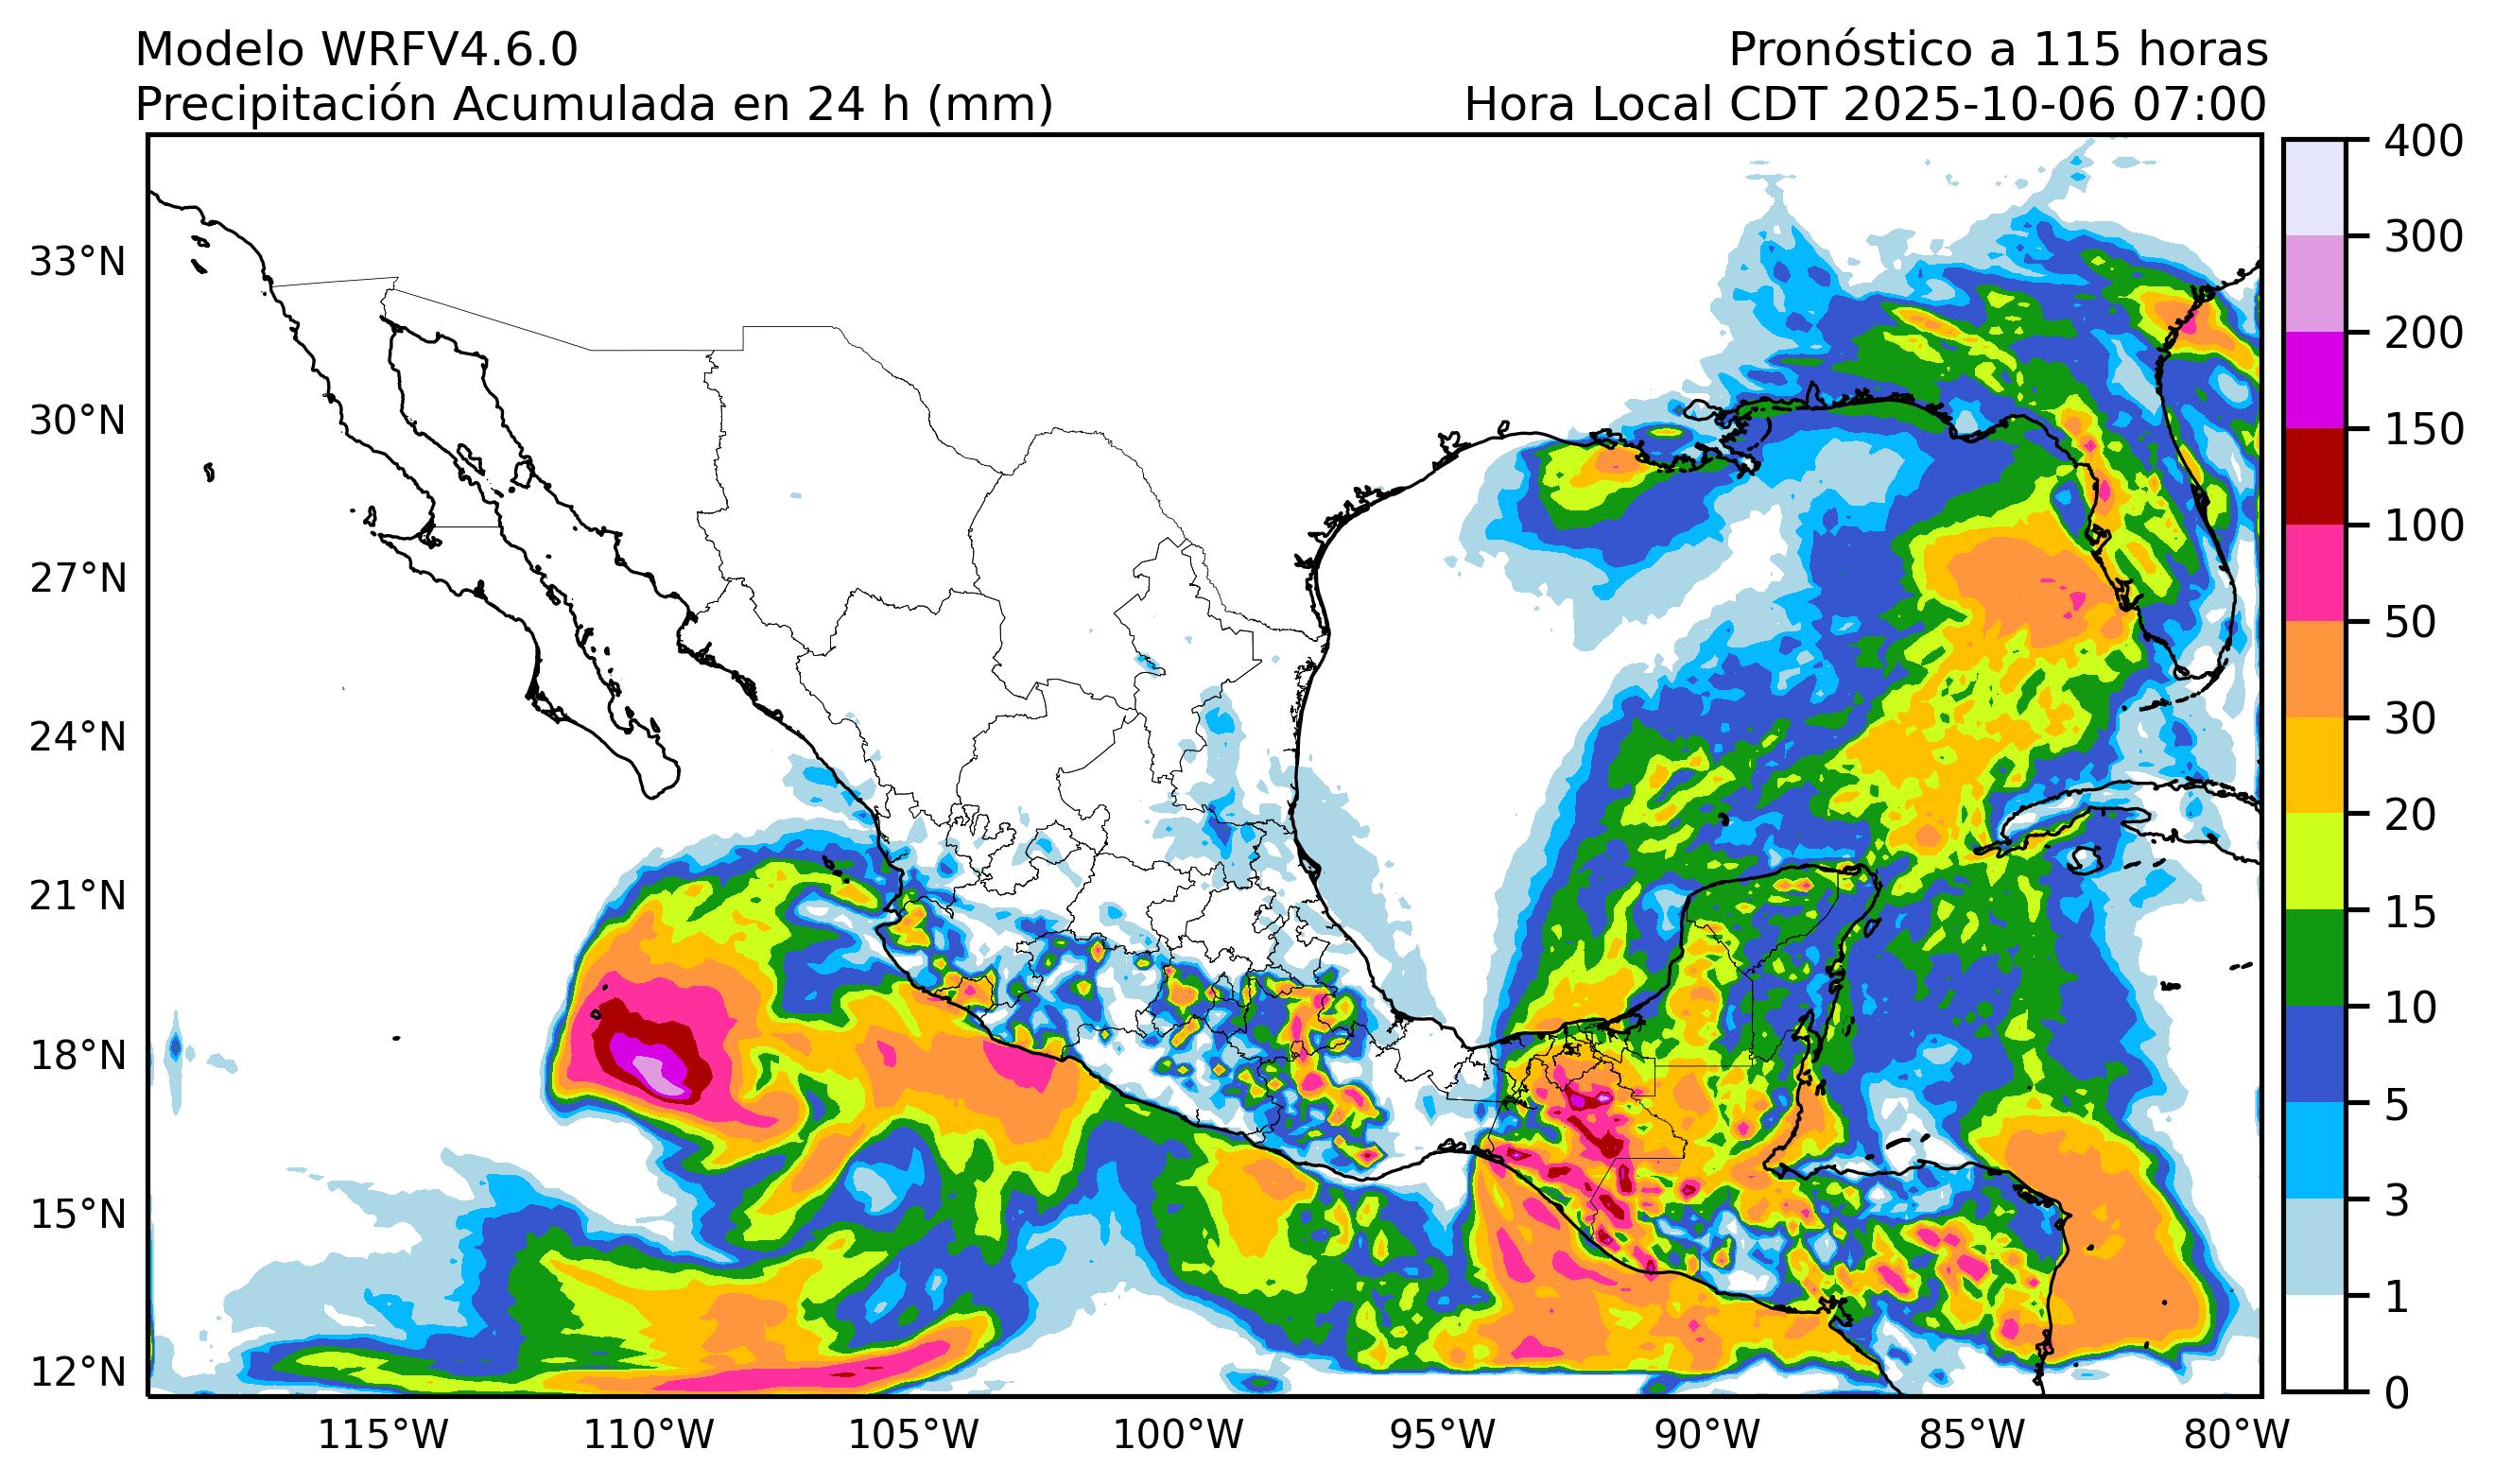 Modelo WRFV4.6.0
Pronóstico a 115 horas
Precipitación Acumulada en 24 h (mm)
Hora Local CDT 2025-10-06 07:00
33°N
30°N
27°N
24°N
21°N
18°N
15°N
12°N
115°W
110°W
105°W
100°W
95°W
90°W
85°W
80°W
400
300
200
150
100
50
30
20
15
10
5
3
1
0